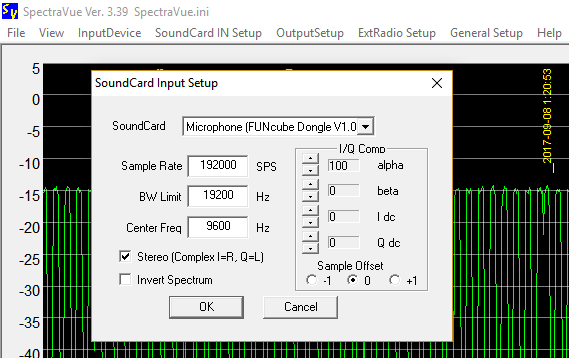 SpectraVue Ver. 3.39 SpectraVue.ini
File View InputDevice SoundCard IN Setup OutputSetup ExtRadio Setup General Setup Help
5
0
-5
-10
-15
-20
-25
-30
-35
-40
2017-09-08 1:20:53
SoundCard Input Setup
SoundCard Microphone (FUNcube Dongle V1.0
Sample Rate 192000 SPS
BW Limit 19200 Hz
Center Freq 9600 Hz
Stereo (Complex I=R, Q=L)
Invert Spectrum
OK Cancel
I/Q Comp
100 alpha
0 beta
0 I dc
0 Q dc
Sample Offset
-1 0 +1